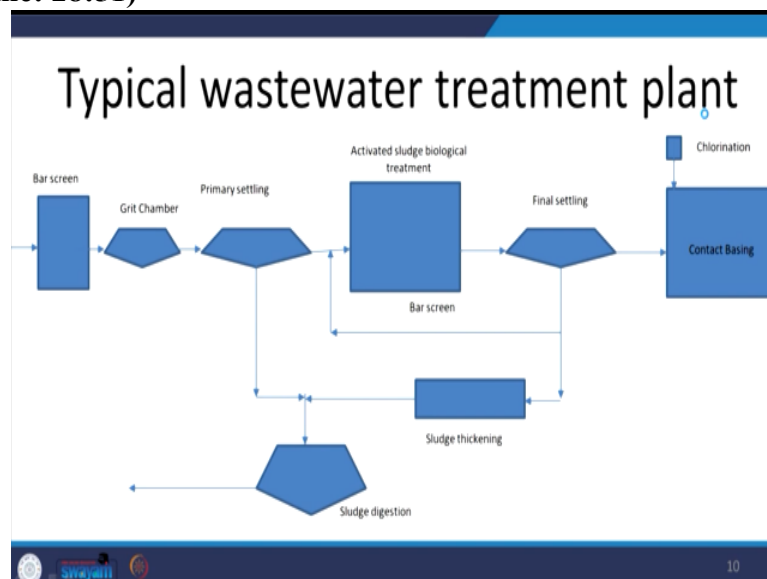 Typical wastewater treatment plant
Activated sludge biological
treatment
Chlorination
Bar screen
Primary settling
Grit Chamber
Final settling
Contact Basing
Bar screen
Sludge thickening
Sludge digestion
swayam
10